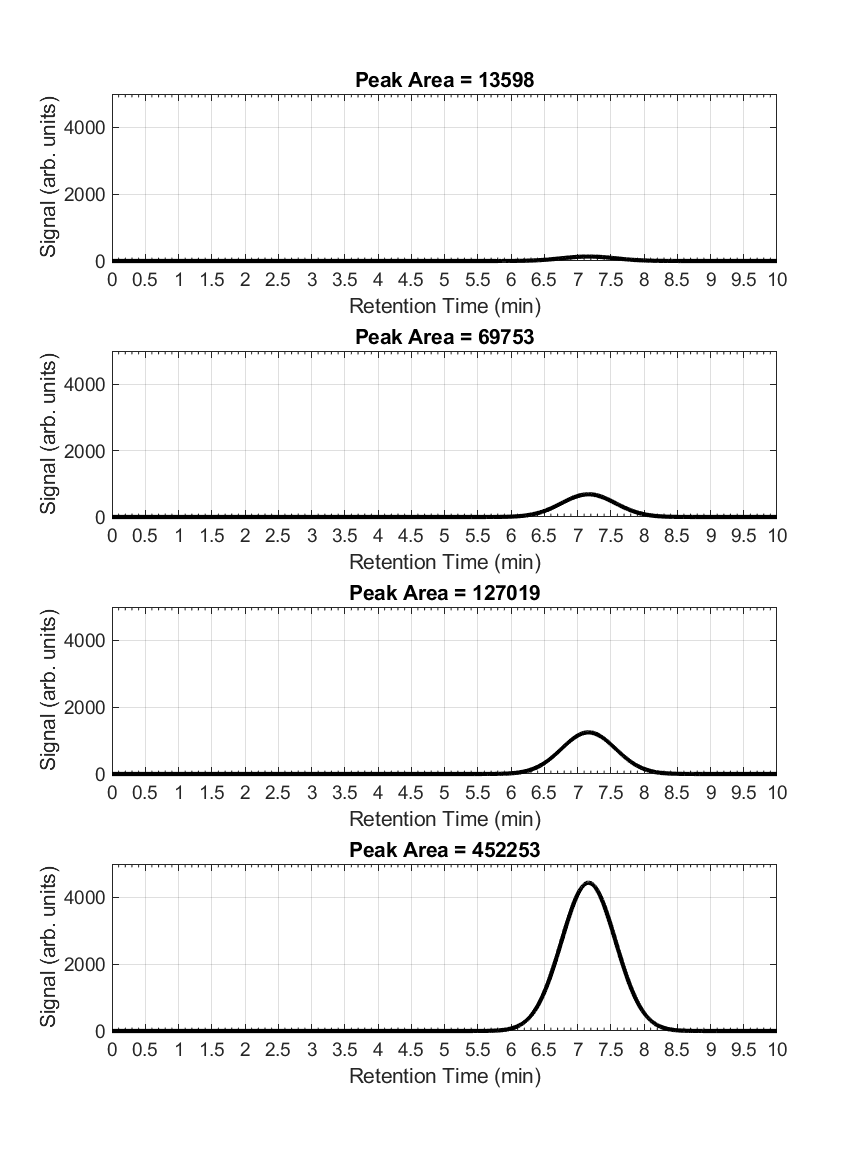 Peak Area = 13598
Signal (arb. units)
4000
2000
0
0 0.5 1 1.5 2 2.5 3 3.5 4 4.5 5 5.5 6 6.5 7 7.5 8 8.5 9 9.5 10
Retention Time (min)
Peak Area = 69753
Signal (arb. units)
4000
2000
0
0 0.5 1 1.5 2 2.5 3 3.5 4 4.5 5 5.5 6 6.5 7 7.5 8 8.5 9 9.5 10
Retention Time (min)
Peak Area = 127019
Signal (arb. units)
4000
2000
0
0 0.5 1 1.5 2 2.5 3 3.5 4 4.5 5 5.5 6 6.5 7 7.5 8 8.5 9 9.5 10
Retention Time (min)
Peak Area = 452253
Signal (arb. units)
4000
2000
0
0 0.5 1 1.5 2 2.5 3 3.5 4 4.5 5 5.5 6 6.5 7 7.5 8 8.5 9 9.5 10
Retention Time (min)